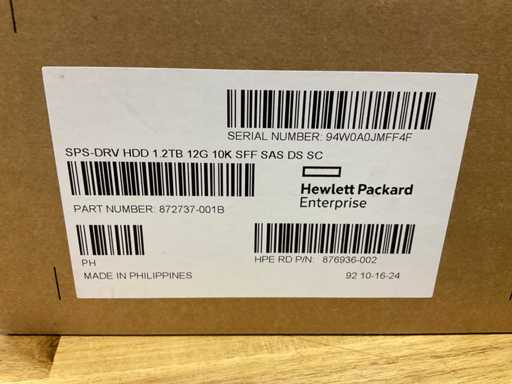 SERIAL NUMBER: 94W0A0JMFF4F
SPS-DRV HDD 1.2TB 12G 10K SFF SAS DS SC
Hewlett Packard
Enterprise
PART NUMBER: 872737-001B
PH
HPE RD P/N: 876936-002
MADE IN PHILIPPINES
92 10-16-24